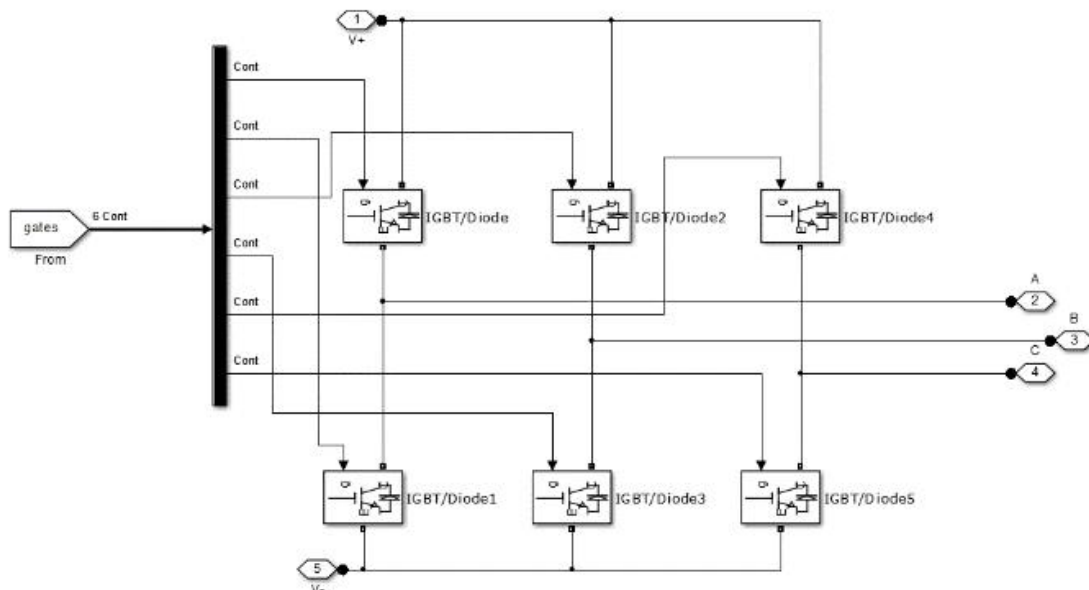 1
V+
Cont
Cont
Cont
gates
6 Cont
From
Cont
Cont
Cont
g
IGBT/Diode
g
IGBT/Diode2
g
IGBT/Diode4
A
2
B
3
C
4
g
IGBT/Diode1
g
IGBT/Diode3
g
IGBT/Diode5
5